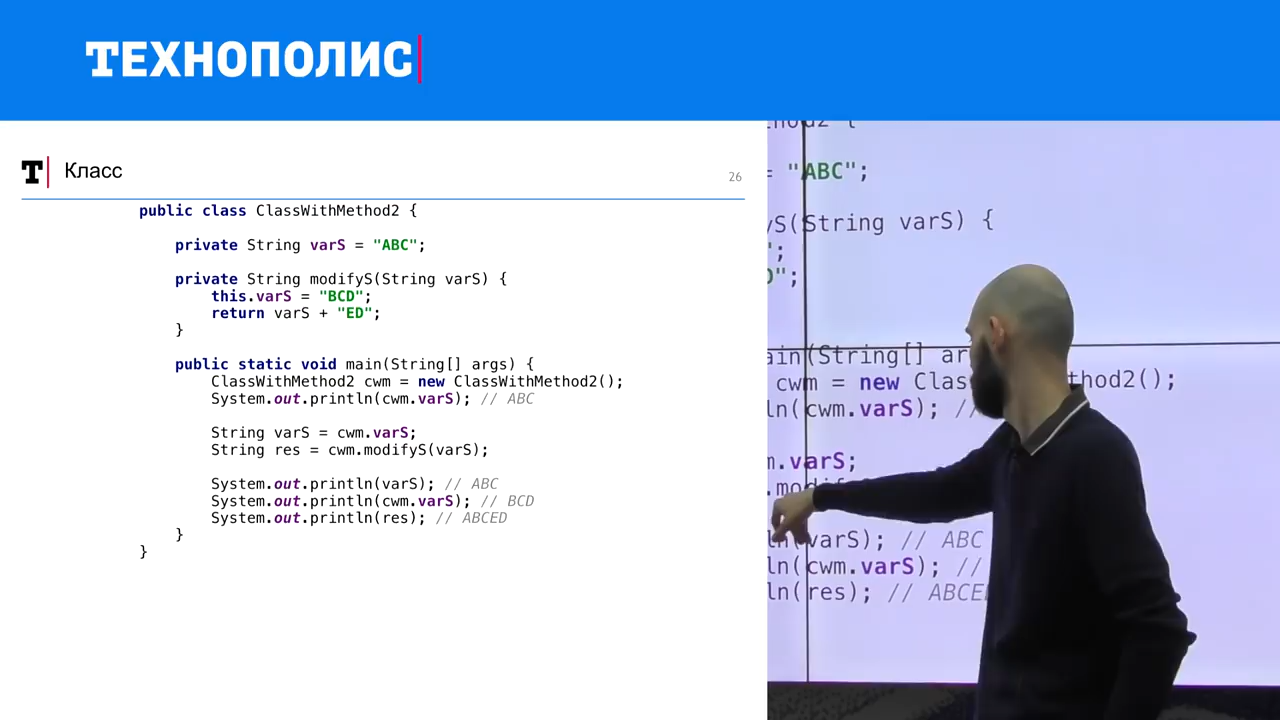 ТЕХНОПОЛИС
Т Класс
26
public class ClassWithMethod2 {
private String varS = "ABC";
private String modifyS(String varS) {
this.varS = "BCD";
return varS + "ED";
}
public static void main(String[] args) {
ClassWithMethod2 cwm = new ClassWithMethod2();
System.out.println(cwm.varS); // ABC
String varS = cwm.varS;
String res = cwm.modifyS(varS);
System.out.println(varS); // ABC
System.out.println(cwm.varS); // BCD
System.out.println(res); // ABCED
}
}
= "ABC";
yS(String varS) {
";
D";
ain(String[] ar
cwm = new Clas thod2();
ln(cwm.varS); //
m.varS;
.modif
ln(varS); // ABC
ln(cwm.varS); //
ln(res); // ABCE